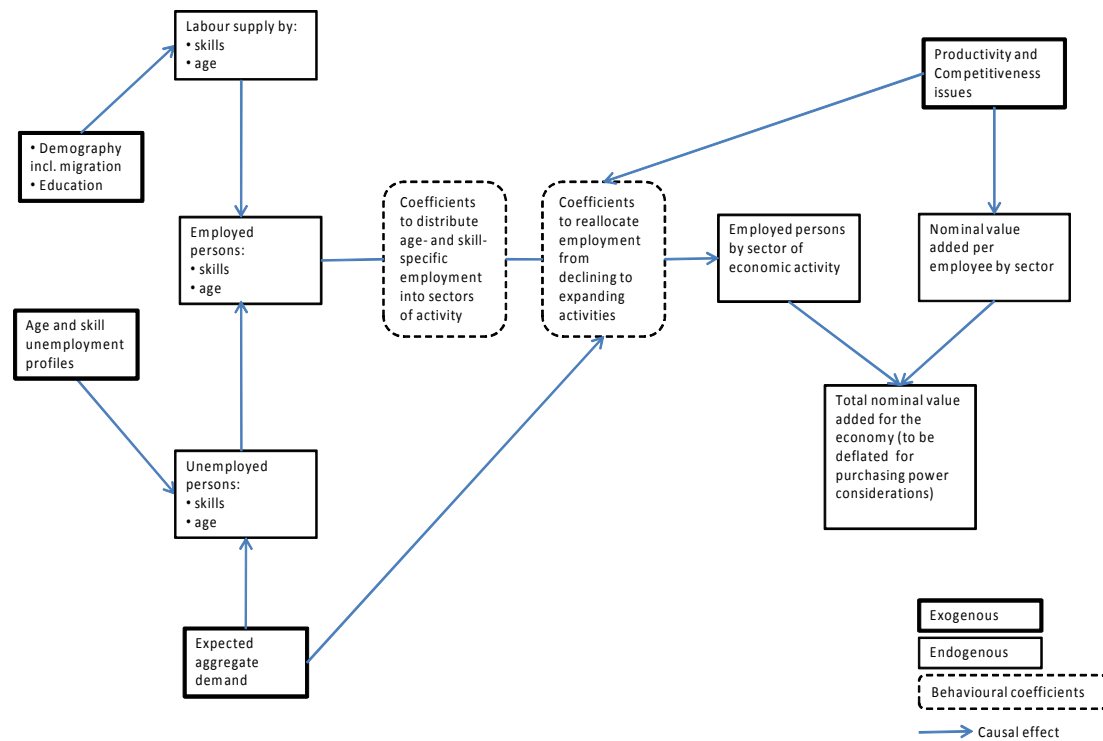 Labour supply by:
• skills
• age
Productivity and
Competitiveness
issues
• Demography
incl. migration
• Education
Employed
persons:
• skills
• age
Coefficients
to distribute
age- and skill-
specific
employment
into sectors
of activity
Coefficients
to reallocate
employment
from
declining to
expanding
activities
Employed persons
by sector of
economic activity
Nominal value
added per
employee by sector
Age and skill
unemployment
profiles
Total nominal value
added for the
economy (to be
deflated for
purchasing power
considerations)
Unemployed
persons:
• skills
• age
Expected
aggregate
demand
Exogenous
Endogenous
Behavioural coefficients
Causal effect